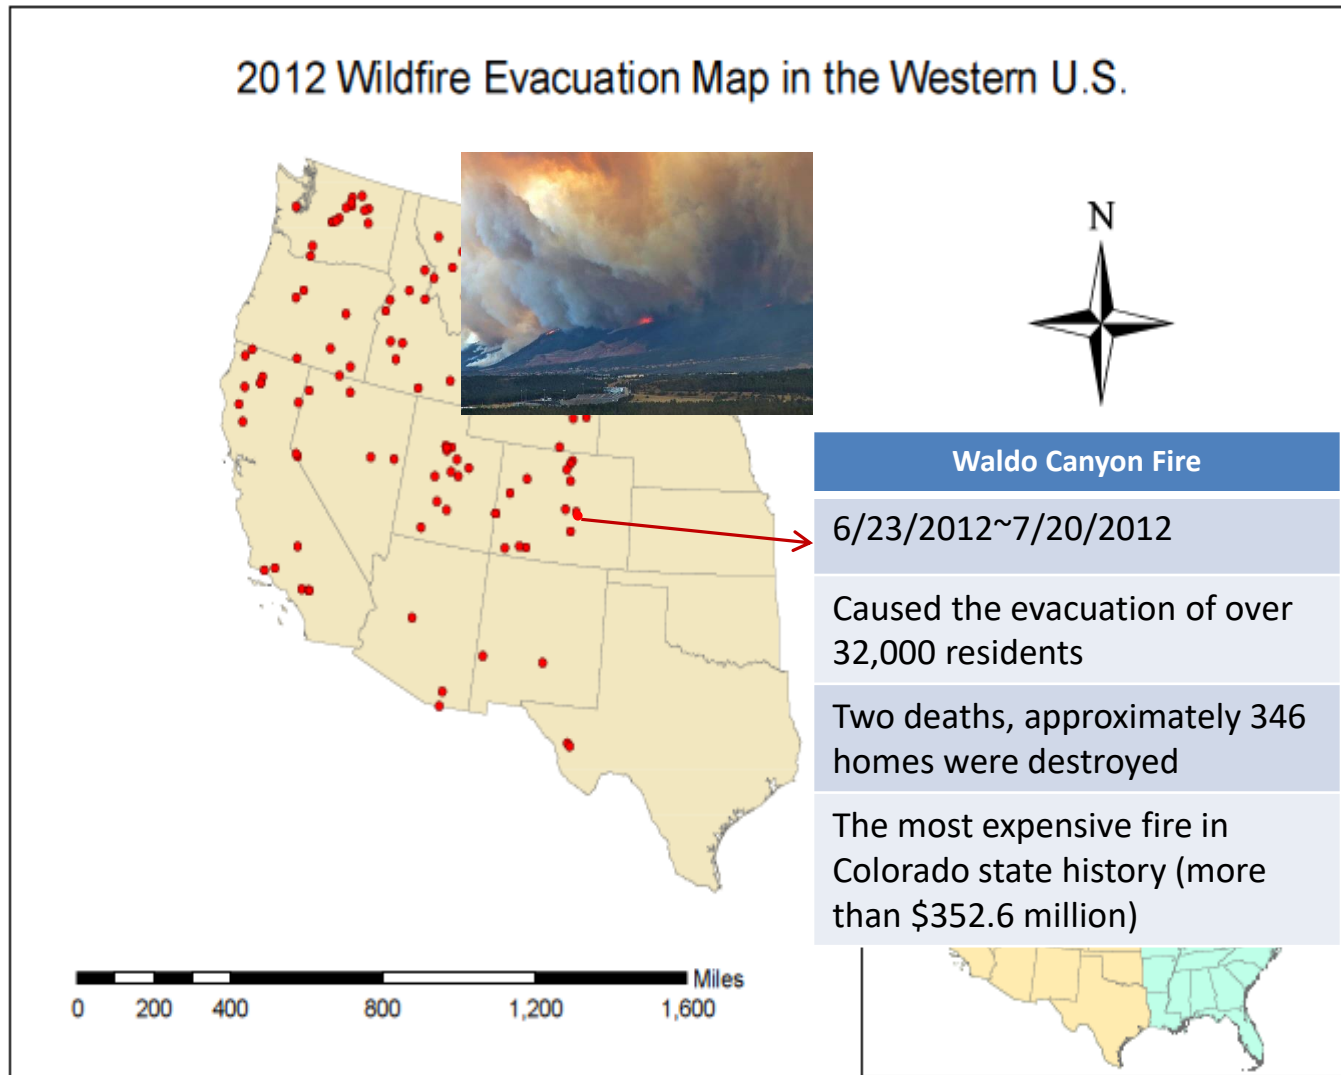 2012 Wildfire Evacuation Map in the Western U.S.
N
Waldo Canyon Fire
6/23/2012~7/20/2012
Caused the evacuation of over
32,000 residents
Two deaths, approximately 346
homes were destroyed
The most expensive fire in
Colorado state history (more
than $352.6 million)
Miles
0 200 400 800 1,200 1,600